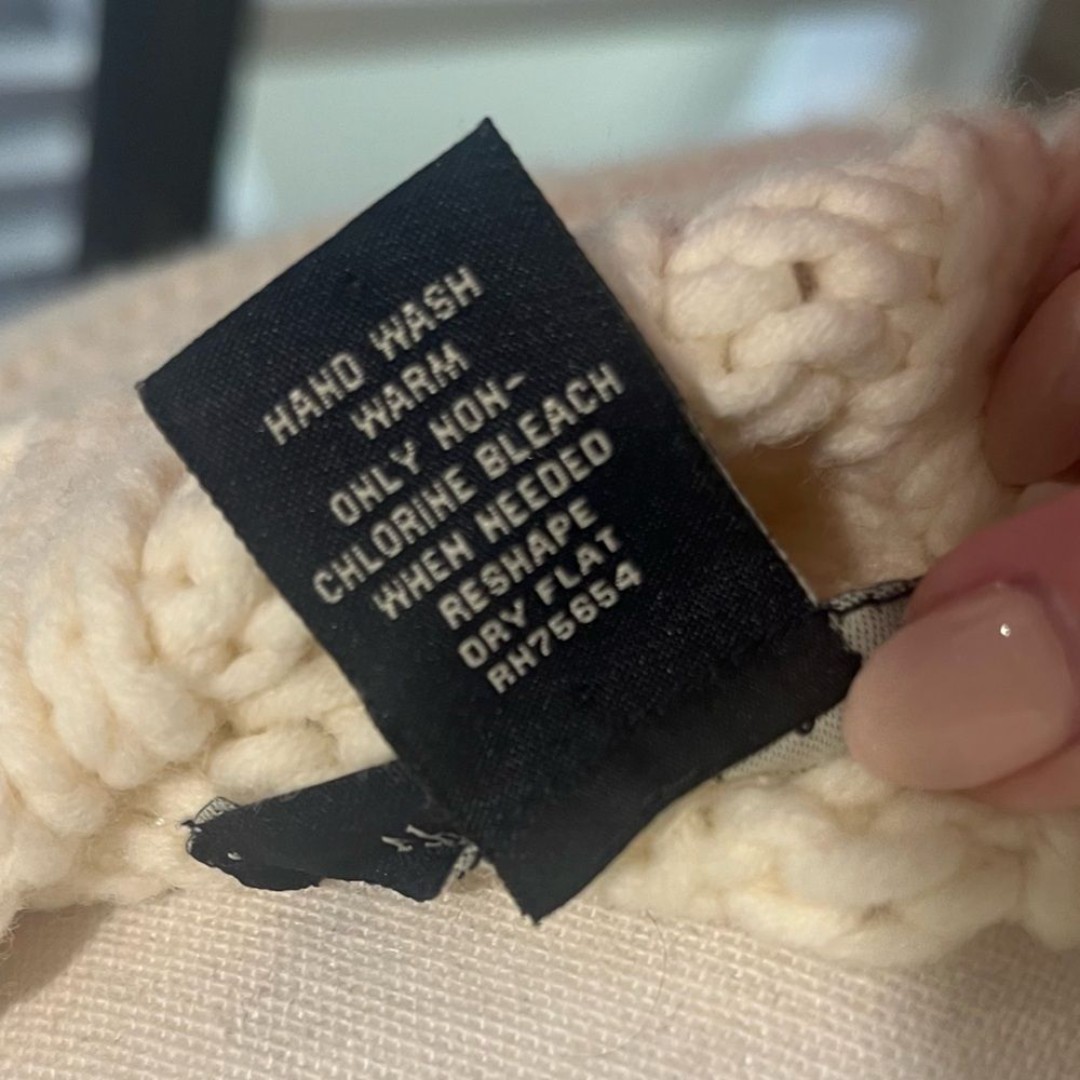 HAND WASH
WARM
ONLY NON-
CHLORINE BLEACH
WHEN NEEDED
RESHAPE
DRY FLAT
RH75654